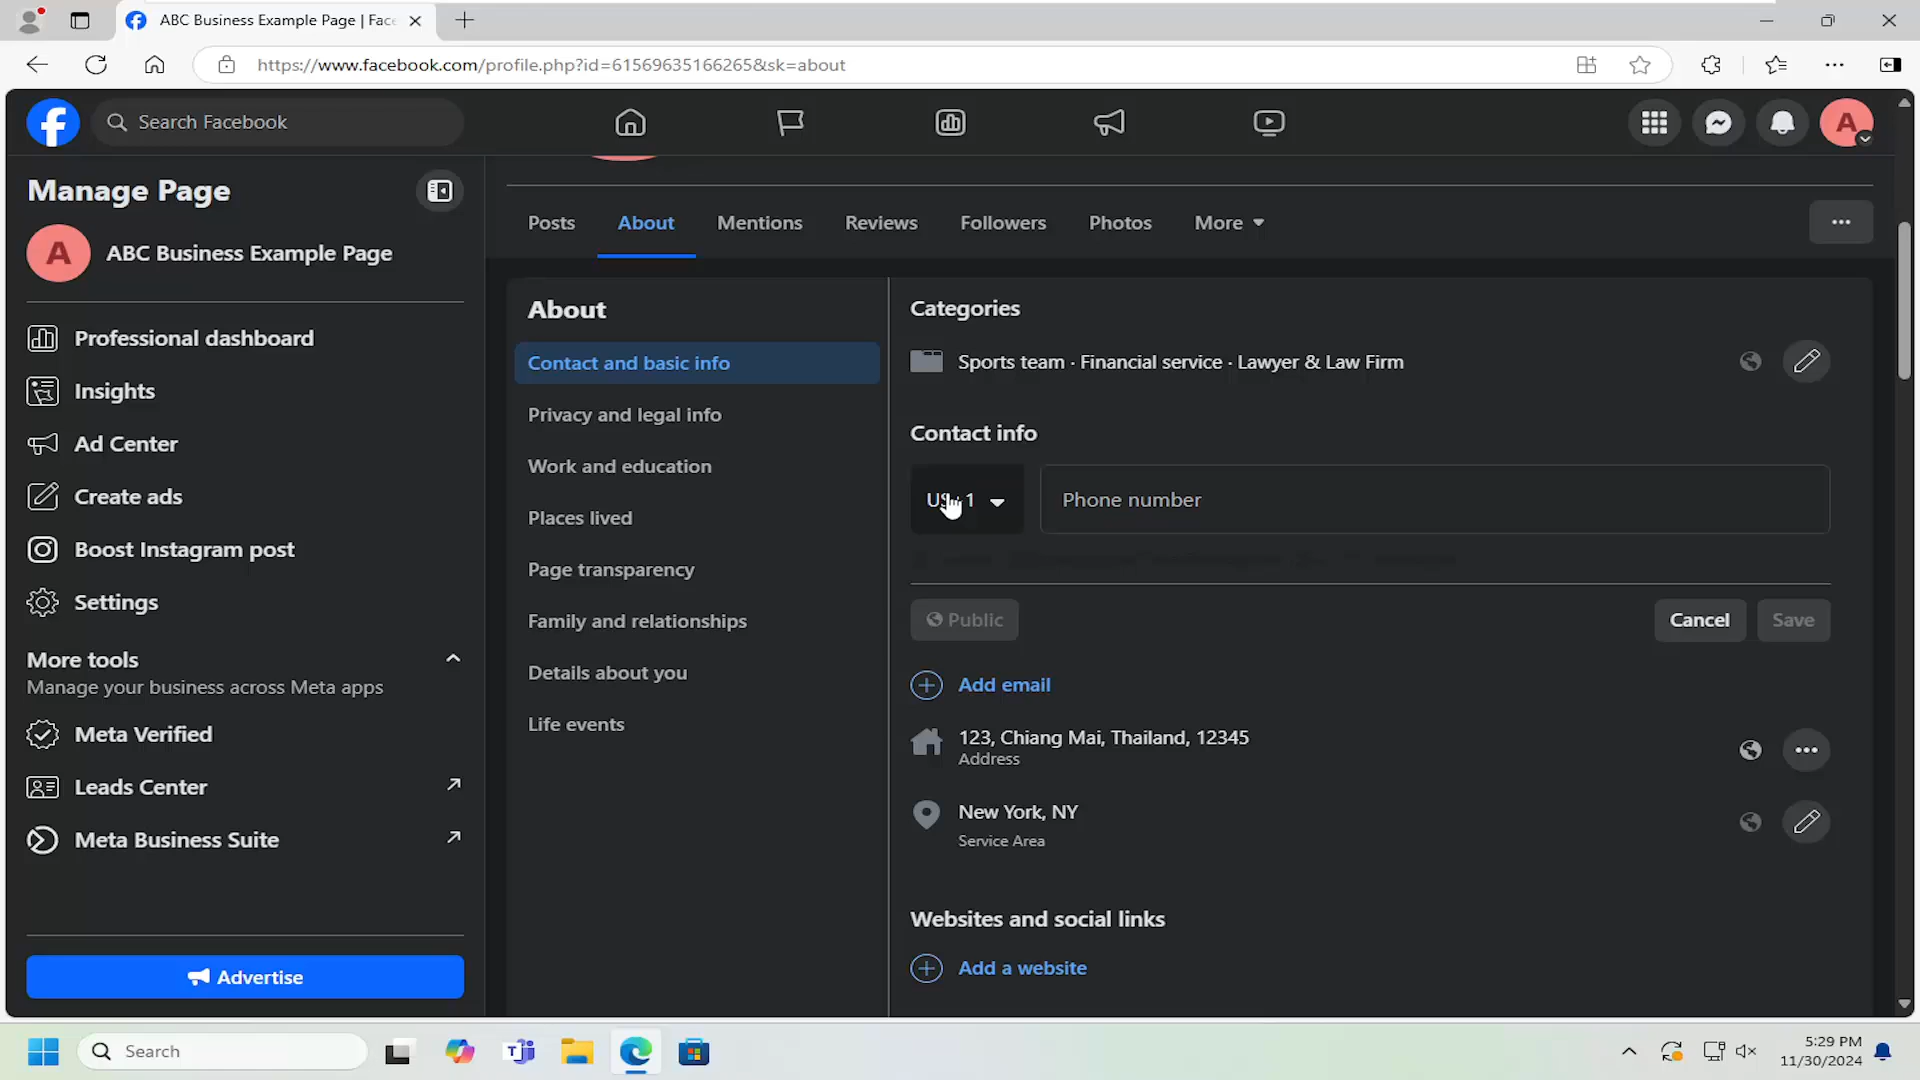 ABC Business Example Page | Fac
https://www.facebook.com/profile.php?id=61569635166265&sk=about
Search Facebook
A
Manage Page
A
ABC Business Example Page
Professional dashboard
Insights
Ad Center
Create ads
Boost Instagram post
Settings
More tools
Manage your business across Meta apps
Meta Verified
Leads Center
Meta Business Suite
Advertise
Posts
About
Mentions
Reviews
Followers
Photos
More
About
Contact and basic info
Privacy and legal info
Work and education
Places lived
Page transparency
Family and relationships
Details about you
Life events
Categories
Sports team · Financial service · Lawyer & Law Firm
Contact info
Phone number
Public
Cancel
Save
Add email
123, Chiang Mai, Thailand, 12345
Address
New York, NY
Service Area
Websites and social links
Add a website
Search
5:29 PM
11/30/2024